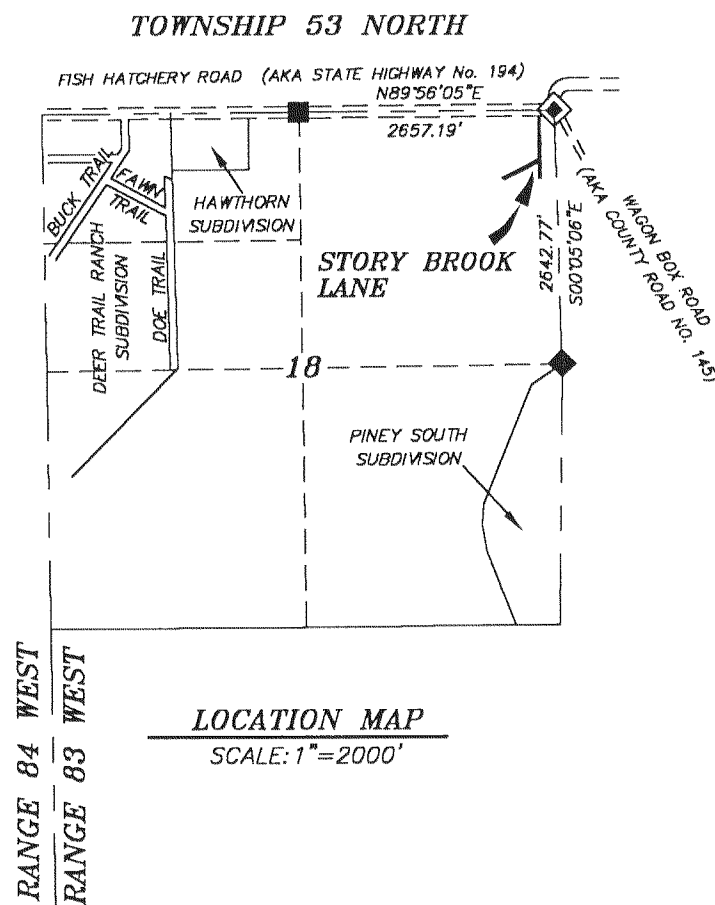 TOWNSHIP 53 NORTH
FISH HATCHERY ROAD (AKA STATE HIGHWAY No. 194)
N89°56'05"E
2657.19'
BUCK TRAIL
FAWN
TRAIL
HAWTHORN
SUBDIVISION
DEER TRAIL RANCH
SUBDIVISION
DOE TRAIL
STORY BROOK
LANE
2642.77'
S00°05'06"E
WAGON BOX ROAD
(AKA COUNTY ROAD NO. 145)
18
PINEY SOUTH
SUBDIVISION
RANGE 84 WEST
RANGE 83 WEST
LOCATION MAP
SCALE: 1"=2000'